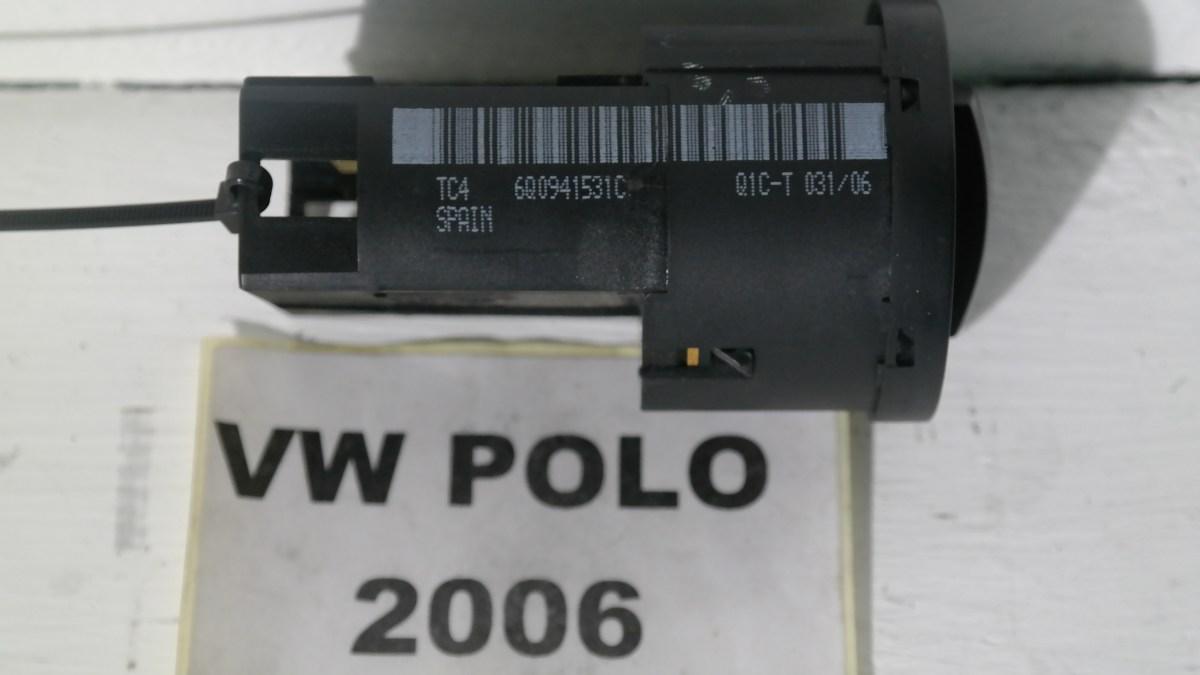 TC4 6Q0941531C Q1C-T 031/06
SPAIN
VW POLO
2006